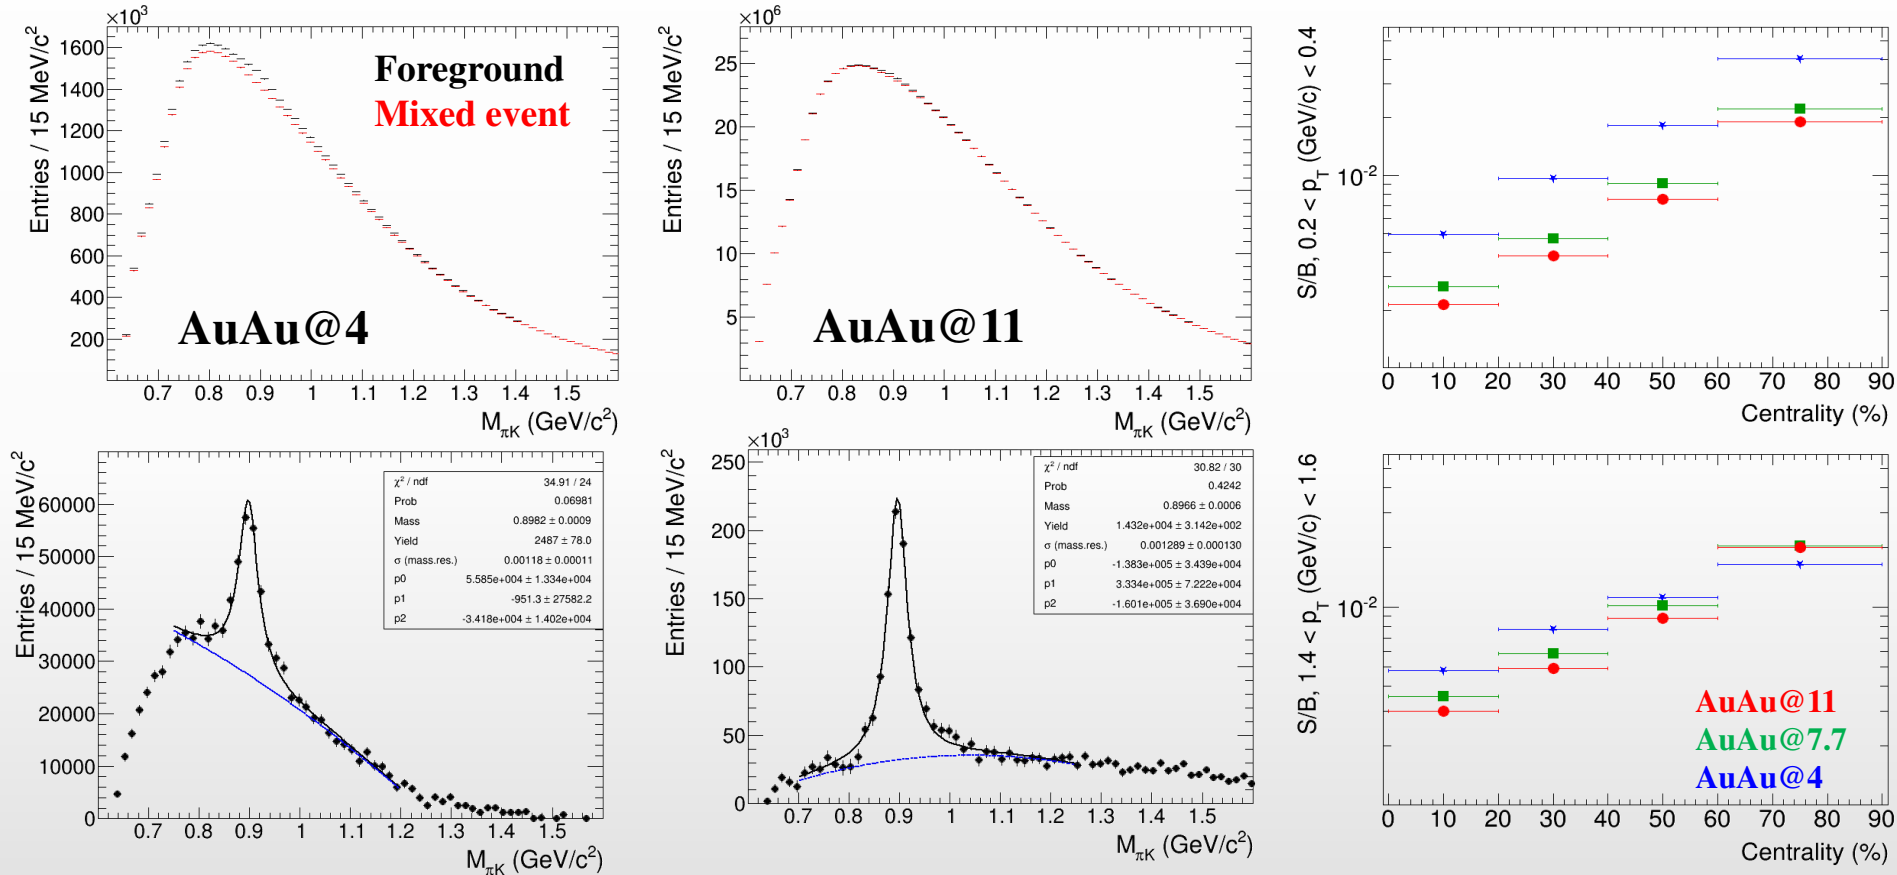 ×10³
Entries / 15 MeV/c²
1600
1400
1200
1000
800
600
400
200
Foreground
Mixed event
AuAu@4
0.7 0.8 0.9 1 1.1 1.2 1.3 1.4 1.5
M_πK (GeV/c²)
×10⁶
Entries / 15 MeV/c²
25
20
15
10
5
AuAu@11
0.7 0.8 0.9 1 1.1 1.2 1.3 1.4 1.5
M_πK (GeV/c²)
S/B, 0.2 < p_T (GeV/c) < 0.4
10⁻²
0 10 20 30 40 50 60 70 80 90
Centrality (%)
Entries / 15 MeV/c²
60000
50000
40000
30000
20000
10000
0
χ² / ndf 34.91 / 24
Prob 0.06981
Mass 0.8982 ± 0.0009
Yield 2487 ± 78.0
σ (mass.res.) 0.00118 ± 0.00011
p0 5.585e+004 ± 1.334e+004
p1 -951.3 ± 27582.2
p2 -3.418e+004 ± 1.402e+004
0.7 0.8 0.9 1 1.1 1.2 1.3 1.4 1.5
M_πK (GeV/c²)
×10³
Entries / 15 MeV/c²
250
200
150
100
50
0
χ² / ndf 30.82 / 30
Prob 0.4242
Mass 0.8966 ± 0.0006
Yield 1.432e+004 ± 3.142e+002
σ (mass.res.) 0.001289 ± 0.000130
p0 -1.383e+005 ± 3.439e+004
p1 3.334e+005 ± 7.222e+004
p2 -1.601e+005 ± 3.690e+004
0.7 0.8 0.9 1 1.1 1.2 1.3 1.4 1.5
M_πK (GeV/c²)
S/B, 1.4 < p_T (GeV/c) < 1.6
10⁻²
AuAu@11
AuAu@7.7
AuAu@4
0 10 20 30 40 50 60 70 80 90
Centrality (%)